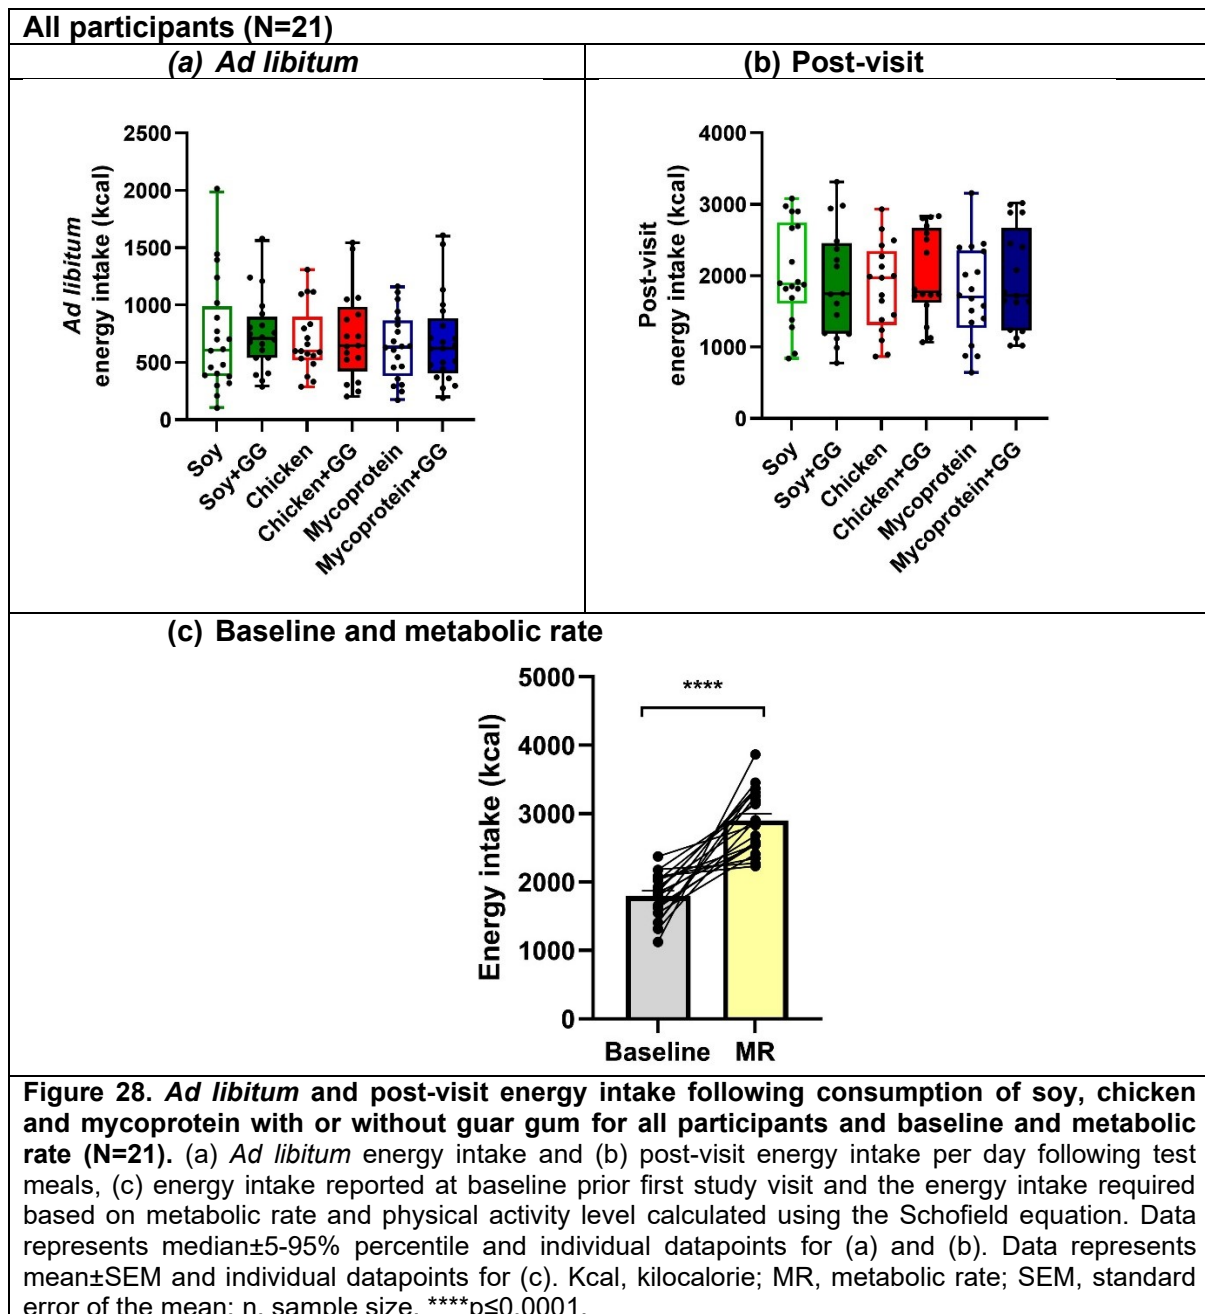 All participants (N=21)
(a) Ad libitum
(b) Post-visit
2500
2000
1500
1000
500
0
Ad libitum
energy intake (kcal)
Soy
Soy+GG
Chicken
Chicken+GG
Mycoprotein
Mycoprotein+GG
4000
3000
2000
1000
0
Post-visit
energy intake (kcal)
Soy
Soy+GG
Chicken
Chicken+GG
Mycoprotein
Mycoprotein+GG
(c) Baseline and metabolic rate
5000
4000
3000
2000
1000
0
Energy intake (kcal)
****
Baseline MR
Figure 28. Ad libitum and post-visit energy intake following consumption of soy, chicken
and mycoprotein with or without guar gum for all participants and baseline and metabolic
rate (N=21). (a) Ad libitum energy intake and (b) post-visit energy intake per day following test
meals, (c) energy intake reported at baseline prior first study visit and the energy intake required
based on metabolic rate and physical activity level calculated using the Schofield equation. Data
represents median±5-95% percentile and individual datapoints for (a) and (b). Data represents
mean±SEM and individual datapoints for (c). Kcal, kilocalorie; MR, metabolic rate; SEM, standard
error of the mean; n, sample size. ****p≤0.0001.